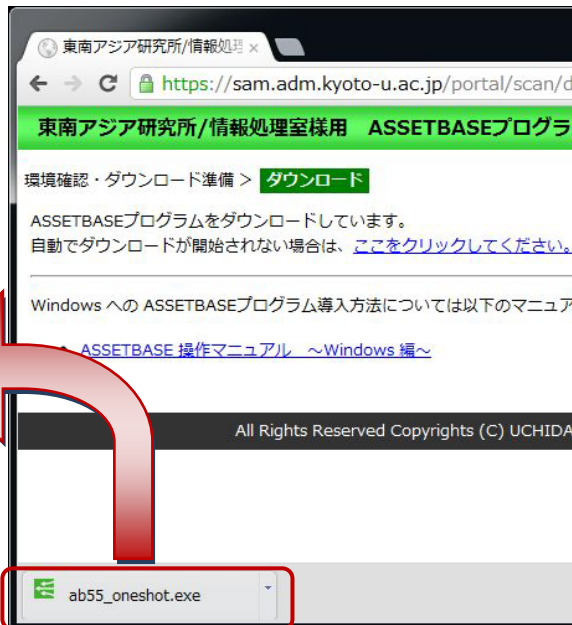 東南アジア研究所/情報処理
https://sam.adm.kyoto-u.ac.jp/portal/scan/d
東南アジア研究所/情報処理室様用 ASSETBASEプログラ
環境確認・ダウンロード準備 > ダウンロード
ASSETBASEプログラムをダウンロードしています。
自動でダウンロードが開始されない場合は、ここをクリックしてください。
Windows への ASSETBASEプログラム導入方法については以下のマニュア
ASSETBASE 操作マニュアル ～Windows 編～
All Rights Reserved Copyrights (C) UCHIDA
ab55_oneshot.exe